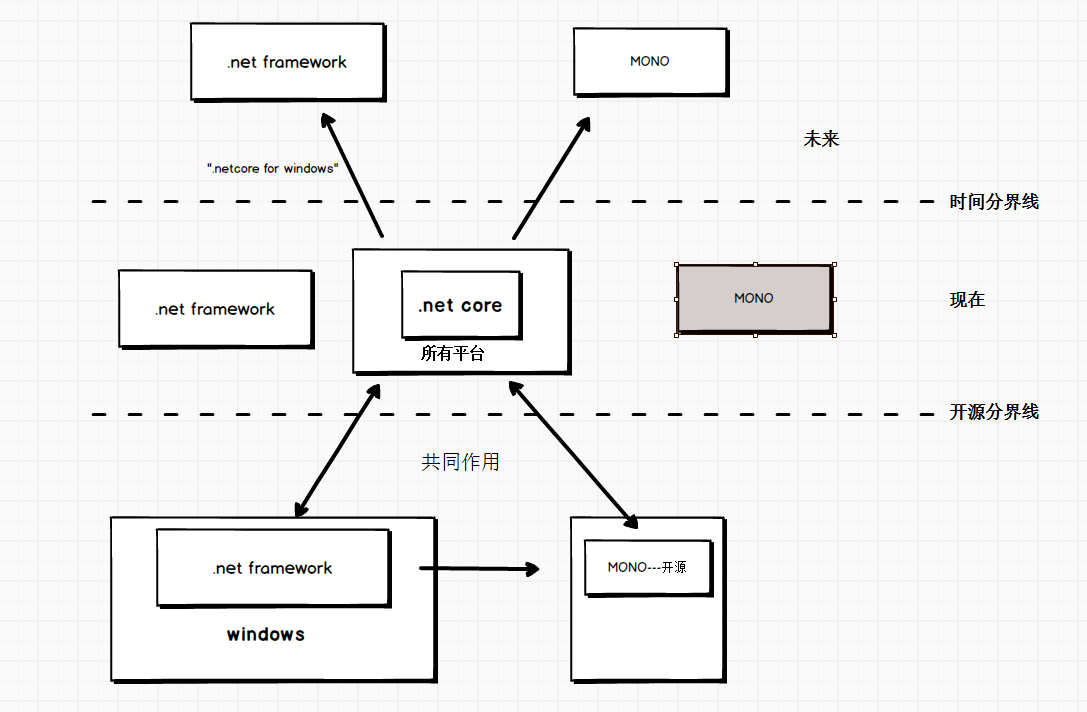 .net framework
MONO
未来
".netcore for windows"
时间分界线
.net framework
.net core
所有平台
MONO
现在
开源分界线
共同作用
.net framework
windows
MONO---开源